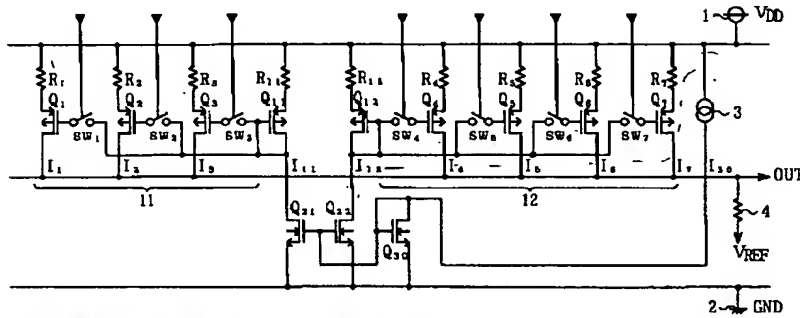 1 VDD
R1 R2 R3 R11 R12 R4 R5 R6 R7
Q1 Q2 Q3 Q11 Q12 Q4 Q5 Q6 Q7 3
SW1 SW2 SW3 SW4 SW5 SW6 SW7
I1 I2 I3 I11 I12 I4 I5 I6 I7 I30 OUT
11 12
Q21 Q22 Q30 4
VREF
2 GND